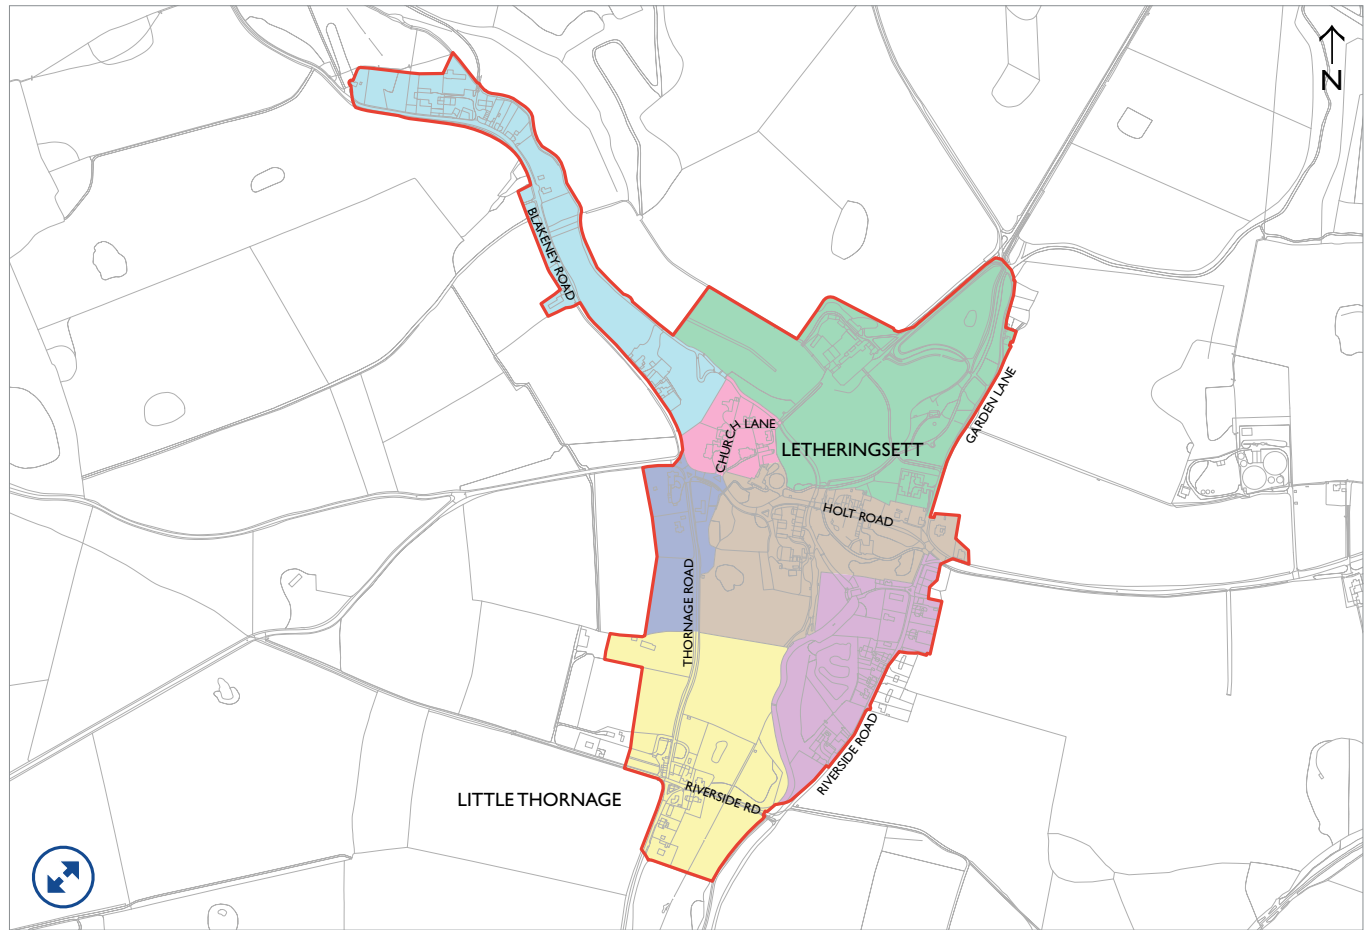 N
BLAKENEY ROAD
GARDEN LANE
CHURCH LANE
LETHERINGSETT
HOLT ROAD
THORNAGE ROAD
RIVERSIDE ROAD
RIVERSIDE RD
LITTLE THORNAGE